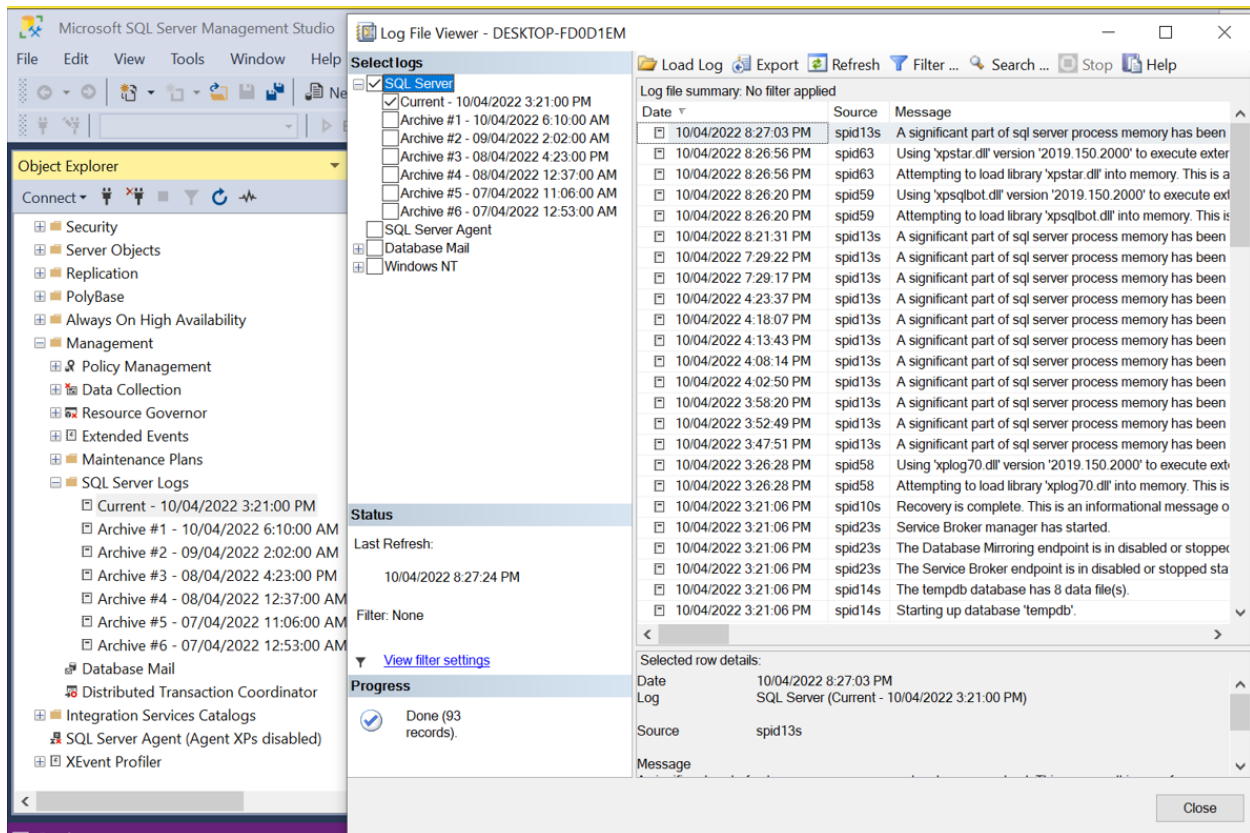 Microsoft SQL Server Management Studio
File Edit View Tools Window Help
Ne
Object Explorer
Connect
Security
Server Objects
Replication
PolyBase
Always On High Availability
Management
Policy Management
Data Collection
Resource Governor
Extended Events
Maintenance Plans
SQL Server Logs
Current - 10/04/2022 3:21:00 PM
Archive #1 - 10/04/2022 6:10:00 AM
Archive #2 - 09/04/2022 2:02:00 AM
Archive #3 - 08/04/2022 4:23:00 PM
Archive #4 - 08/04/2022 12:37:00 AM
Archive #5 - 07/04/2022 11:06:00 AM
Archive #6 - 07/04/2022 12:53:00 AM
Database Mail
Distributed Transaction Coordinator
Integration Services Catalogs
SQL Server Agent (Agent XPs disabled)
XEvent Profiler
Log File Viewer - DESKTOP-FD0D1EM
Select logs
SQL Server
Current - 10/04/2022 3:21:00 PM
Archive #1 - 10/04/2022 6:10:00 AM
Archive #2 - 09/04/2022 2:02:00 AM
Archive #3 - 08/04/2022 4:23:00 PM
Archive #4 - 08/04/2022 12:37:00 AM
Archive #5 - 07/04/2022 11:06:00 AM
Archive #6 - 07/04/2022 12:53:00 AM
SQL Server Agent
Database Mail
Windows NT
Status
Last Refresh:
10/04/2022 8:27:24 PM
Filter: None
View filter settings
Progress
Done (93
records).
Load Log Export Refresh Filter ... Search ... Stop Help
Log file summary: No filter applied
Date Source Message
10/04/2022 8:27:03 PM spid13s A significant part of sql server process memory has been
10/04/2022 8:26:56 PM spid63 Using 'xpstar.dll' version '2019.150.2000' to execute exter
10/04/2022 8:26:56 PM spid63 Attempting to load library 'xpstar.dll' into memory. This is a
10/04/2022 8:26:20 PM spid59 Using 'xpsqlbot.dll' version '2019.150.2000' to execute ext
10/04/2022 8:26:20 PM spid59 Attempting to load library 'xpsqlbot.dll' into memory. This is
10/04/2022 8:21:31 PM spid13s A significant part of sql server process memory has been
10/04/2022 7:29:22 PM spid13s A significant part of sql server process memory has been
10/04/2022 7:29:17 PM spid13s A significant part of sql server process memory has been
10/04/2022 4:23:37 PM spid13s A significant part of sql server process memory has been
10/04/2022 4:18:07 PM spid13s A significant part of sql server process memory has been
10/04/2022 4:13:43 PM spid13s A significant part of sql server process memory has been
10/04/2022 4:08:14 PM spid13s A significant part of sql server process memory has been
10/04/2022 4:02:50 PM spid13s A significant part of sql server process memory has been
10/04/2022 3:58:20 PM spid13s A significant part of sql server process memory has been
10/04/2022 3:52:49 PM spid13s A significant part of sql server process memory has been
10/04/2022 3:47:51 PM spid13s A significant part of sql server process memory has been
10/04/2022 3:26:28 PM spid58 Using 'xplog70.dll' version '2019.150.2000' to execute exte
10/04/2022 3:26:28 PM spid58 Attempting to load library 'xplog70.dll' into memory. This is
10/04/2022 3:21:06 PM spid10s Recovery is complete. This is an informational message o
10/04/2022 3:21:06 PM spid23s Service Broker manager has started.
10/04/2022 3:21:06 PM spid23s The Database Mirroring endpoint is in disabled or stopped
10/04/2022 3:21:06 PM spid23s The Service Broker endpoint is in disabled or stopped sta
10/04/2022 3:21:06 PM spid14s The tempdb database has 8 data file(s).
10/04/2022 3:21:06 PM spid14s Starting up database 'tempdb'.
Selected row details:
Date 10/04/2022 8:27:03 PM
Log SQL Server (Current - 10/04/2022 3:21:00 PM)
Source spid13s
Message
Close